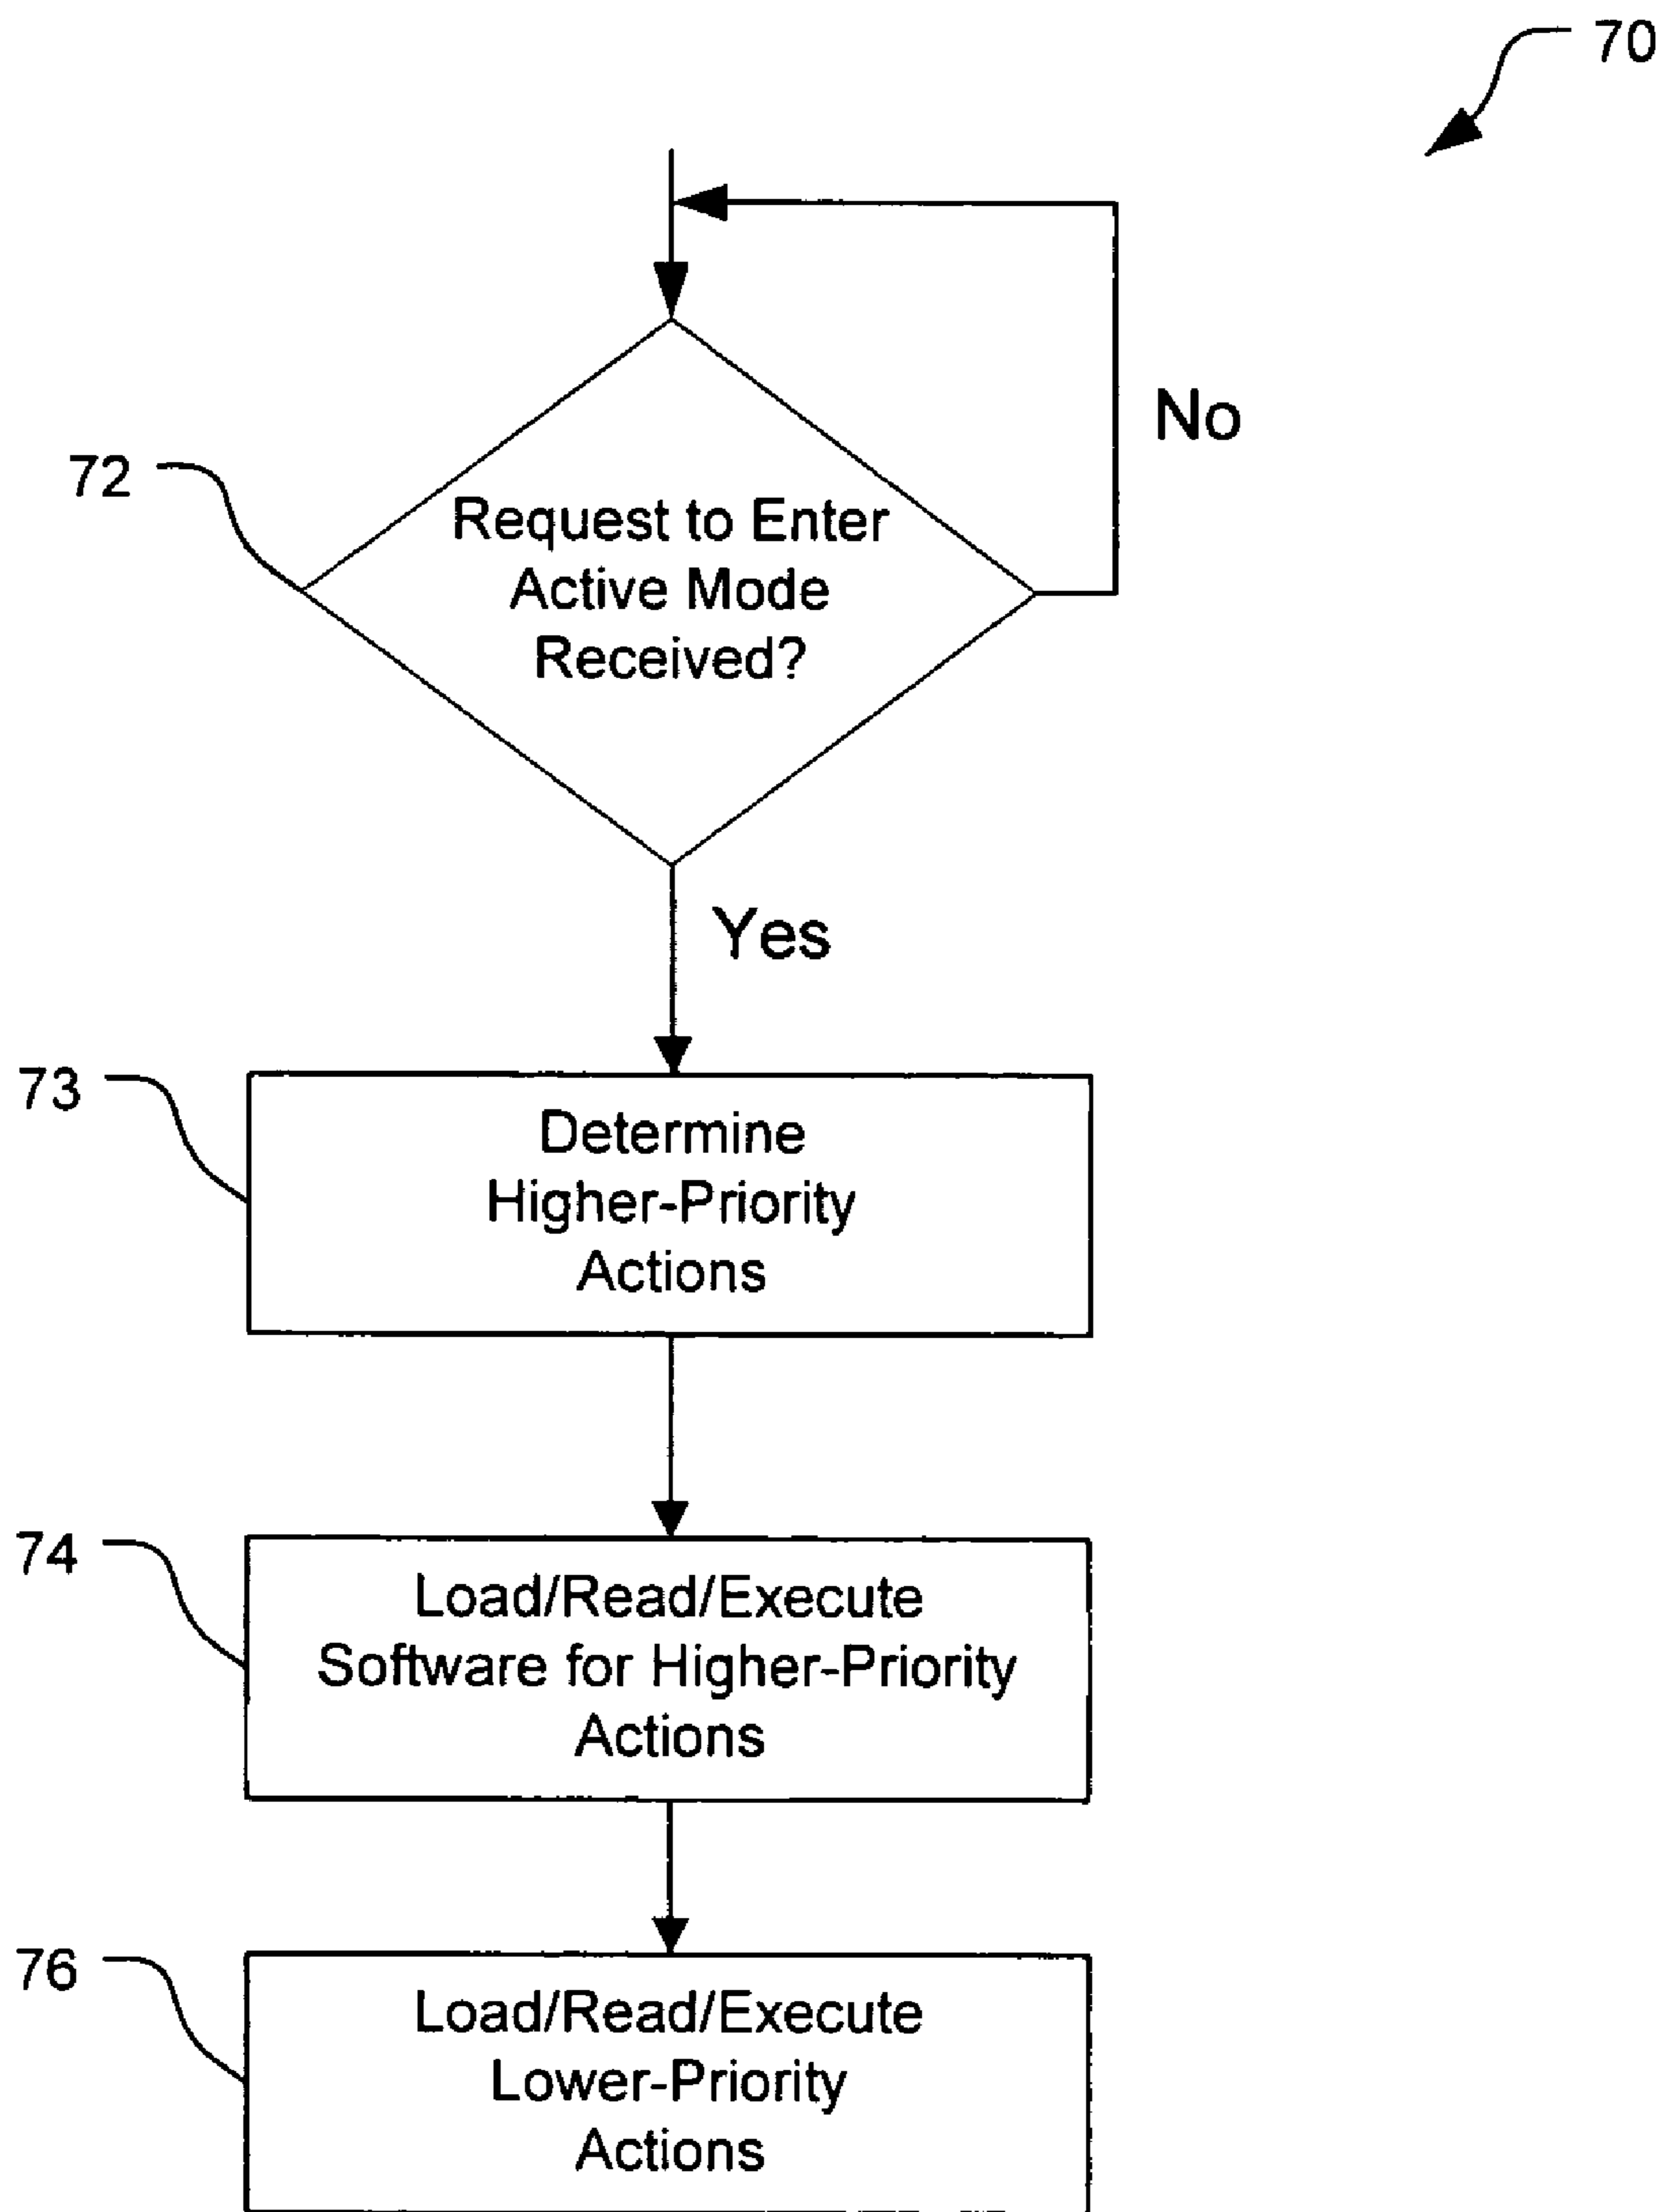 70
No
72
Request to Enter
Active Mode
Received?
Yes
73
Determine
Higher-Priority
Actions
74
Load/Read/Execute
Software for Higher-Priority
Actions
76
Load/Read/Execute
Lower-Priority
Actions